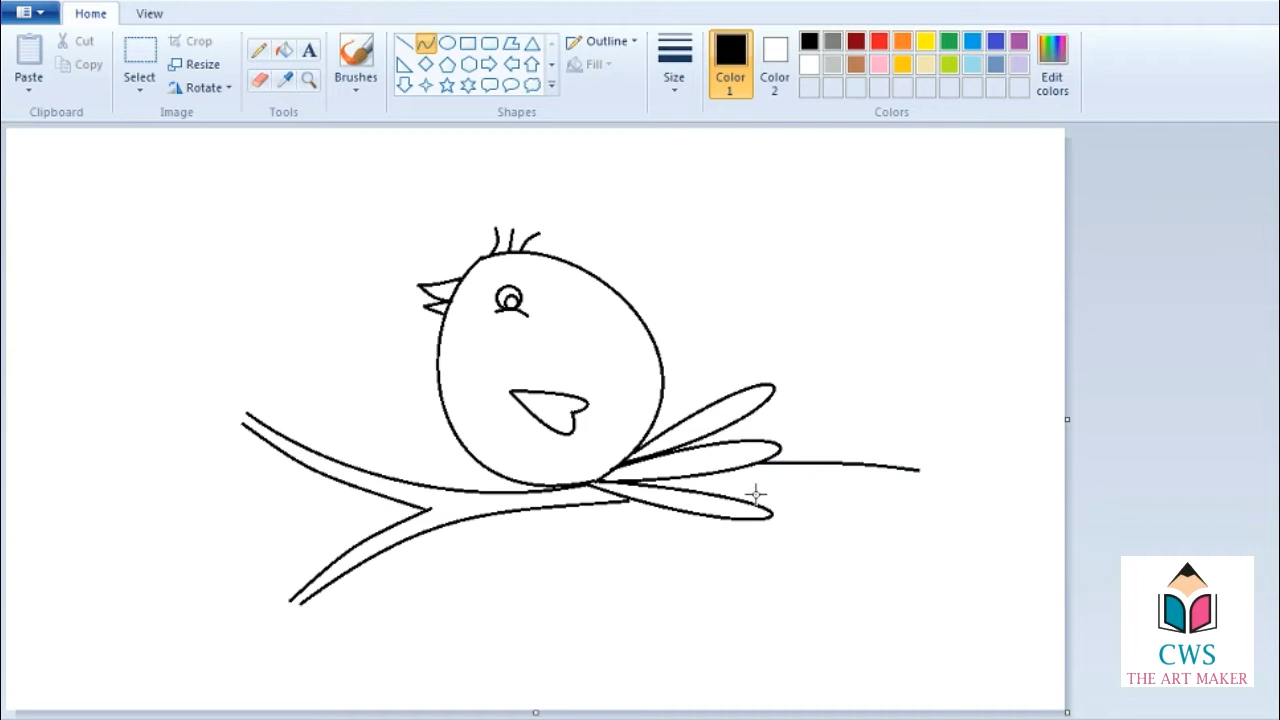 Home View
Paste Cut Copy
Clipboard
Select Crop Resize Rotate
Image
A
Tools
Brushes
Outline
Fill
Shapes
Size
Color 1
Color 2
Edit colors
Colors
CWS
THE ART MAKER